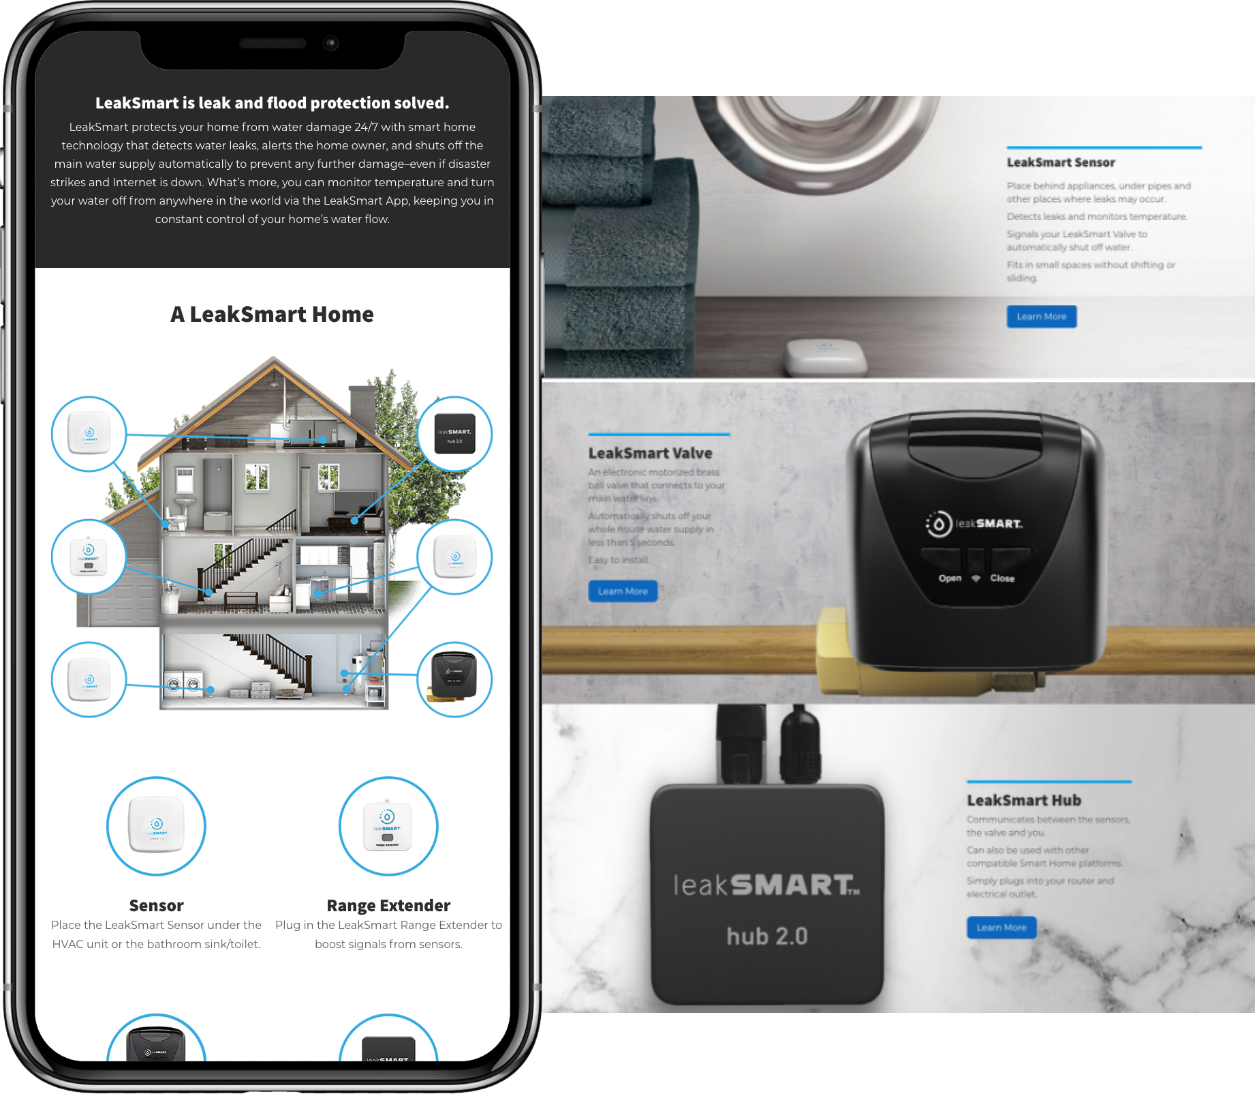 LeakSmart is leak and flood protection solved.
LeakSmart protects your home from water damage 24/7 with smart home
technology that detects water leaks, alerts the home owner, and shuts off the
main water supply automatically to prevent any further damage–even if disaster
strikes and Internet is down. What's more, you can monitor temperature and turn
your water off from anywhere in the world via the LeakSmart App, keeping you in
constant control of your home's water flow.
A LeakSmart Home
leakSMART.
hub 2.0
range extender
Sensor
Place the LeakSmart Sensor under the
HVAC unit or the bathroom sink/toilet.
Range Extender
Plug in the LeakSmart Range Extender to
boost signals from sensors.
leakSMART
leakSMART
LeakSmart Sensor
Place behind appliances, under pipes and
other places where leaks may occur.
Detects leaks and monitors temperature.
Signals your LeakSmart Valve to
automatically shut off water.
Fits in small spaces without shifting or
sliding.
Learn More
LeakSmart Valve
An electronic motorized brass
ball valve that connects to your
main water line.
Automatically shuts off your
whole house water supply in
less than 5 seconds.
Easy to install.
Learn More
leakSMART.
Open Close
leakSMART™
hub 2.0
LeakSmart Hub
Communicates between the sensors,
the valve and you.
Can also be used with other
compatible Smart Home platforms.
Simply plugs into your router and
electrical outlet.
Learn More